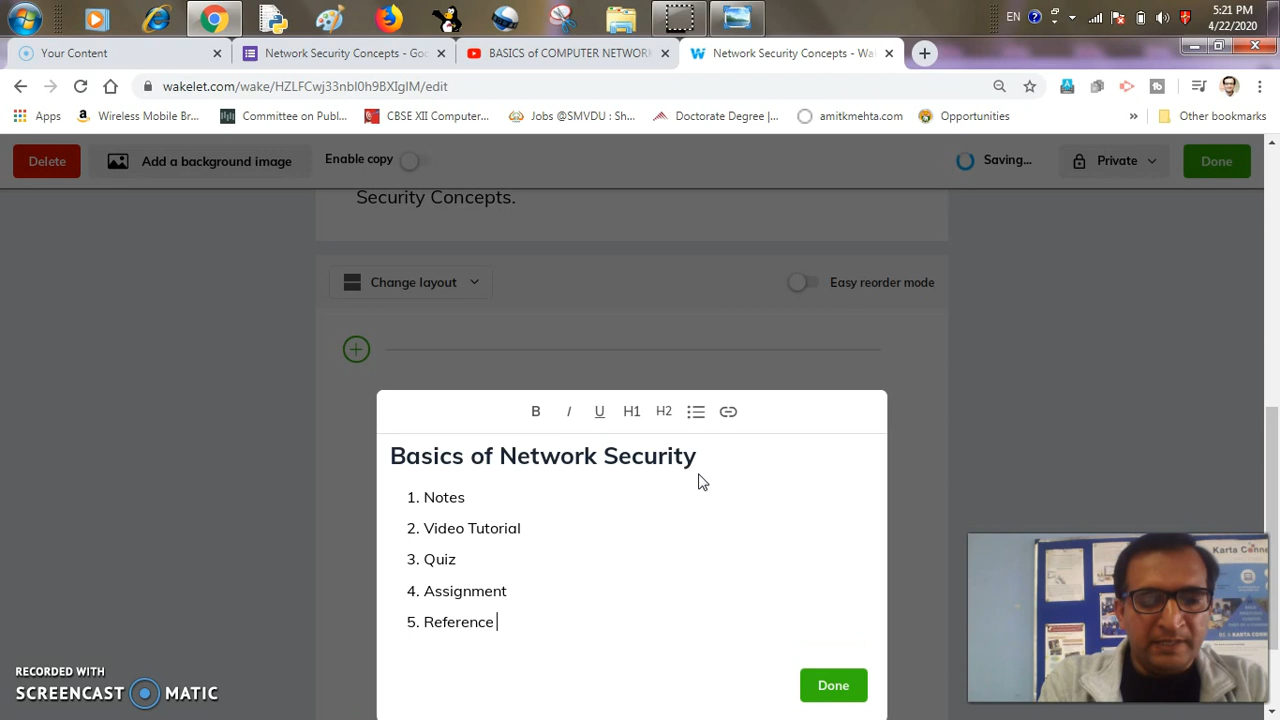 EN
5:21 PM
4/22/2020
Your Content
Network Security Concepts - Goo
BASICS of COMPUTER NETWORK
Network Security Concepts - Wa
wakelet.com/wake/HZLFCwj33nbI0h9BXIgIM/edit
Apps
Wireless Mobile Br...
Committee on Publ...
CBSE XII Computer...
Jobs @SMVDU : Sh...
Doctorate Degree |...
amitkmehta.com
Opportunities
»
Other bookmarks
Delete
Add a background image
Enable copy
Saving...
Private
Done
Security Concepts.
Change layout
Easy reorder mode
B I U H1 H2
Basics of Network Security
1. Notes
2. Video Tutorial
3. Quiz
4. Assignment
5. Reference
Done
Karta Conne
RECORDED WITH
SCREENCAST MATIC